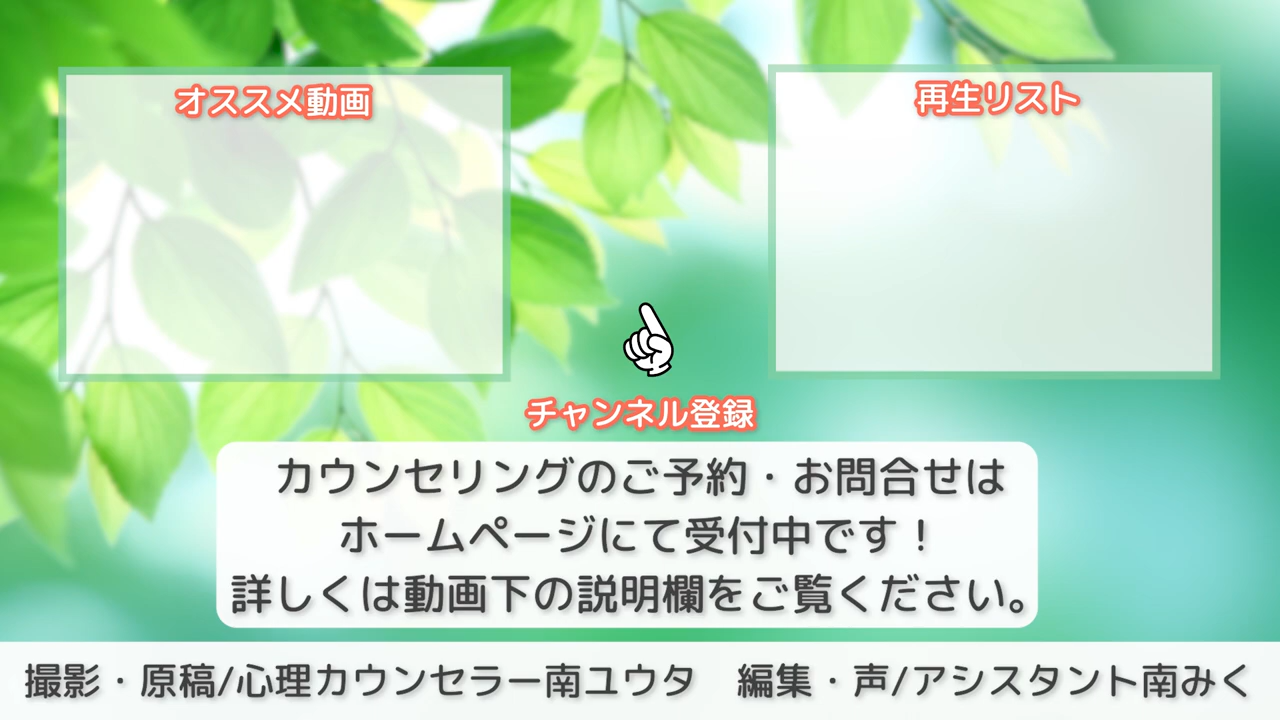 オススメ動画
再生リスト
チャンネル登録
カウンセリングのご予約・お問合せは
ホームページにて受付中です！
詳しくは動画下の説明欄をご覧ください。
撮影・原稿/心理カウンセラー南ユウタ　編集・声/アシスタント南みく